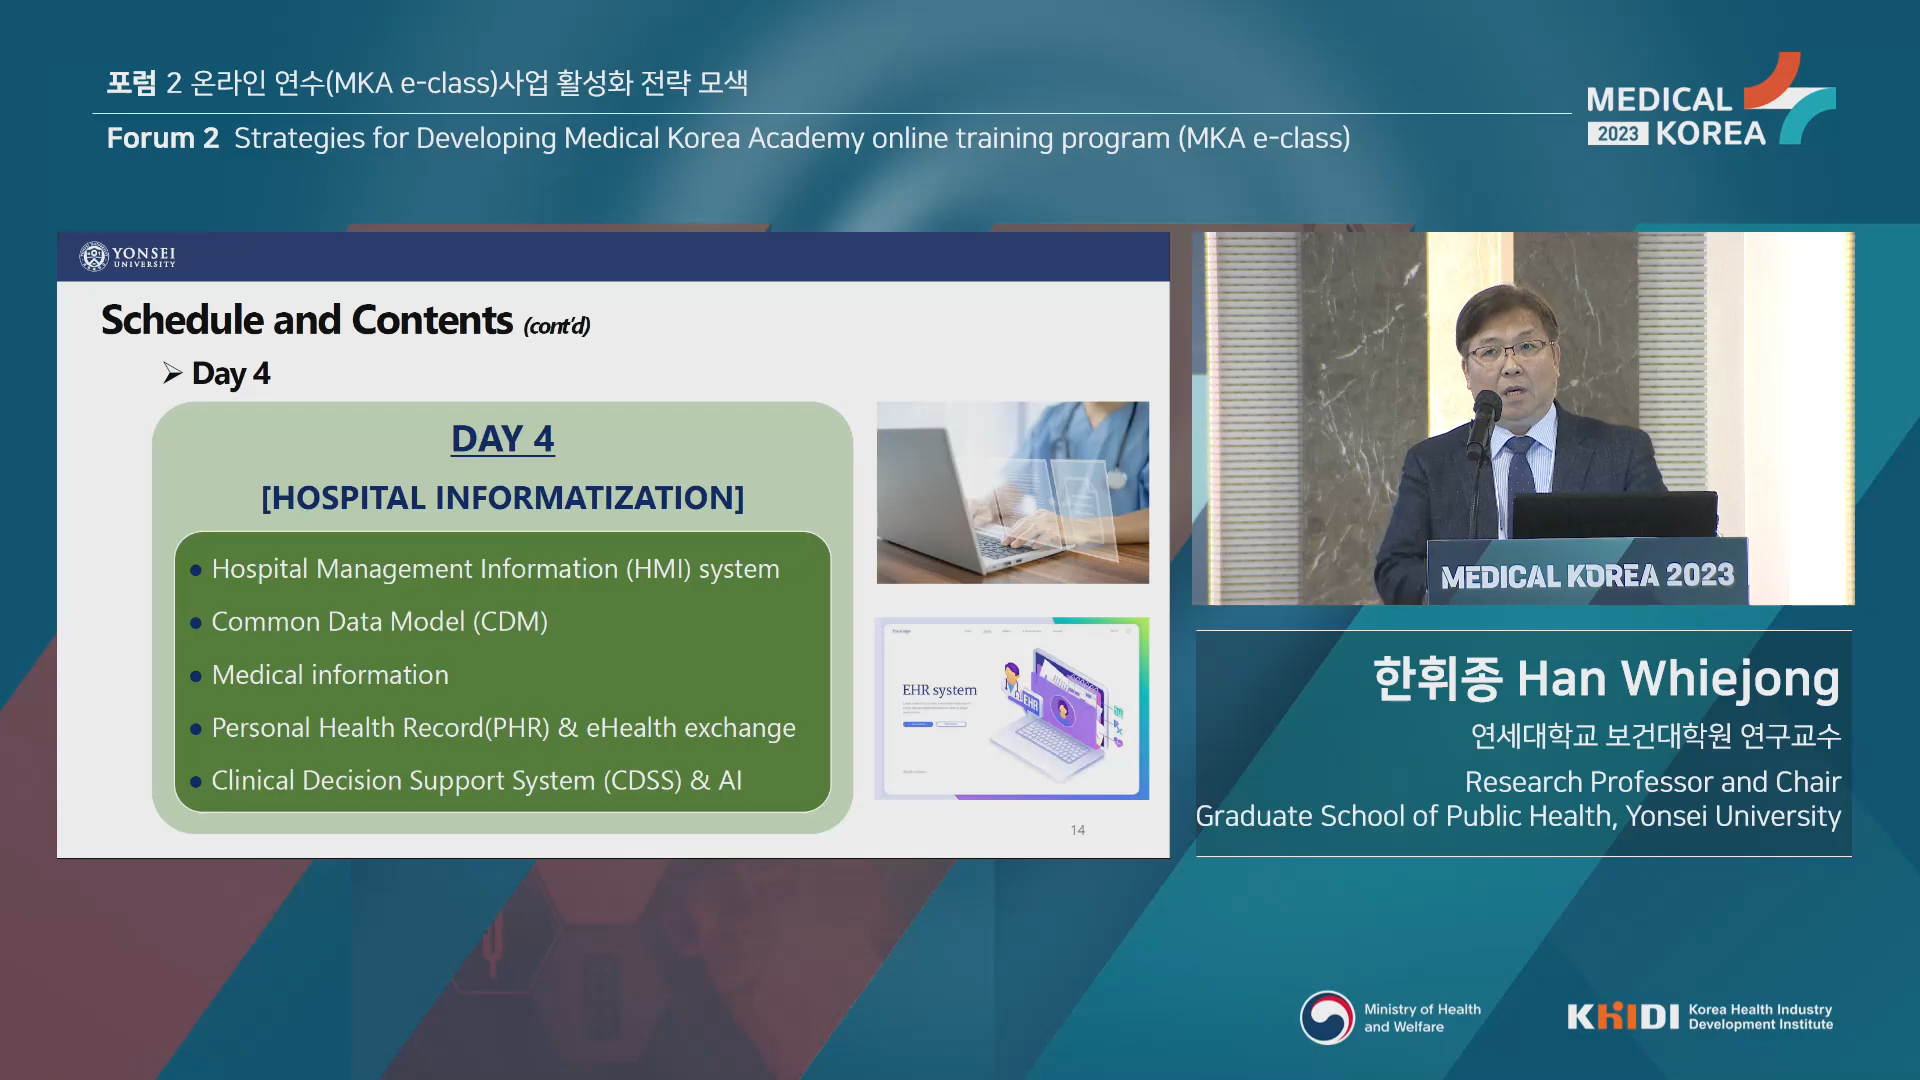 포럼 2 온라인 연수(MKA e-class)사업 활성화 전략 모색
Forum 2 Strategies for Developing Medical Korea Academy online training program (MKA e-class)
MEDICAL
2023 KOREA
YONSEI
UNIVERSITY
Schedule and Contents (cont'd)
➢ Day 4
DAY 4
[HOSPITAL INFORMATIZATION]
• Hospital Management Information (HMI) system
• Common Data Model (CDM)
• Medical information
• Personal Health Record(PHR) & eHealth exchange
• Clinical Decision Support System (CDSS) & AI
EHR system
EHR
14
MEDICAL KOREA 2023
한휘종 Han Whiejong
연세대학교 보건대학원 연구교수
Research Professor and Chair
Graduate School of Public Health, Yonsei University
Ministry of Health
and Welfare
KHIDI
Korea Health Industry
Development Institute